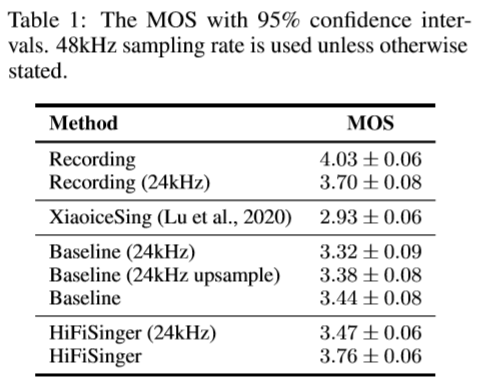 Table 1: The MOS with 95% confidence inter-
vals. 48kHz sampling rate is used unless otherwise
stated.
Method MOS
Recording 4.03 ± 0.06
Recording (24kHz) 3.70 ± 0.08
XiaoiceSing (Lu et al., 2020) 2.93 ± 0.06
Baseline (24kHz) 3.32 ± 0.09
Baseline (24kHz upsample) 3.38 ± 0.08
Baseline 3.44 ± 0.08
HiFiSinger (24kHz) 3.47 ± 0.06
HiFiSinger 3.76 ± 0.06